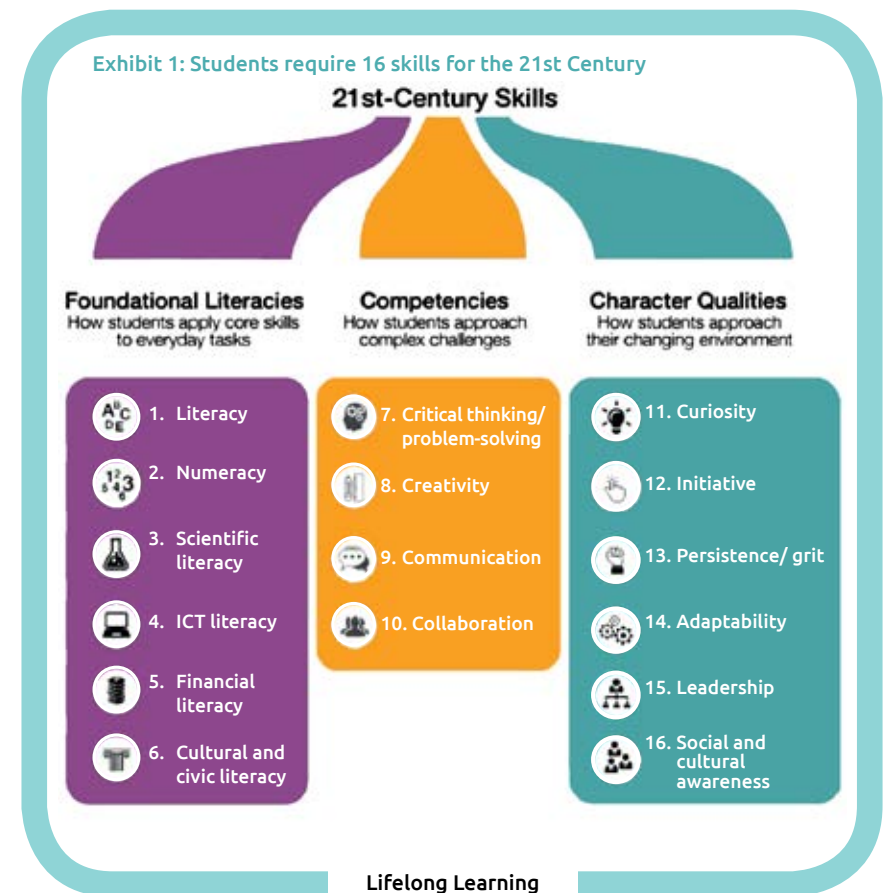 Exhibit 1: Students require 16 skills for the 21st Century
21st-Century Skills
Foundational Literacies
How students apply core skills
to everyday tasks
1. Literacy
2. Numeracy
3. Scientific
literacy
4. ICT literacy
5. Financial
literacy
6. Cultural and
civic literacy
Competencies
How students approach
complex challenges
7. Critical thinking/
problem-solving
8. Creativity
9. Communication
10. Collaboration
Character Qualities
How students approach
their changing environment
11. Curiosity
12. Initiative
13. Persistence/ grit
14. Adaptability
15. Leadership
16. Social and
cultural
awareness
Lifelong Learning